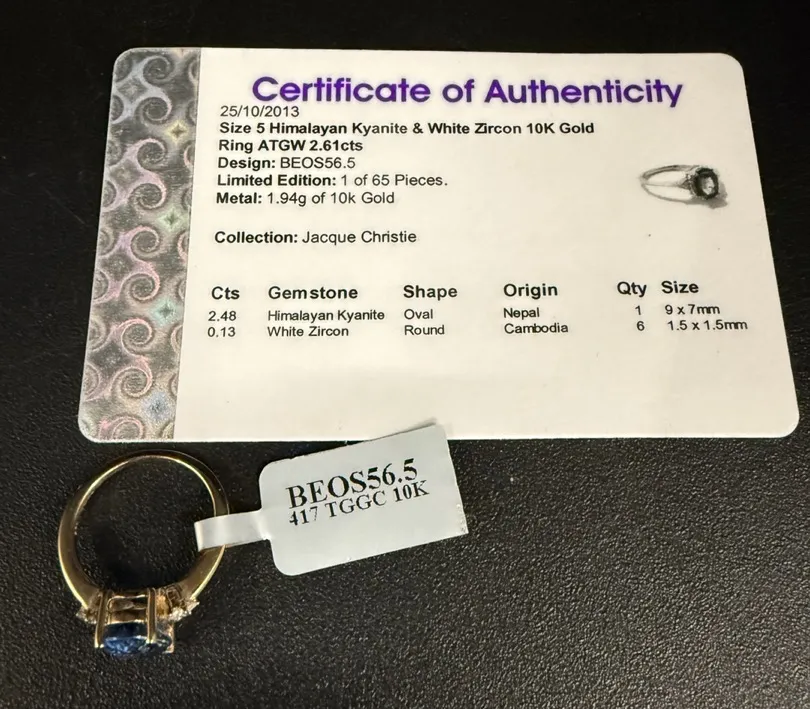 Certificate of Authenticity
25/10/2013
Size 5 Himalayan Kyanite & White Zircon 10K Gold
Ring ATGW 2.61cts
Design: BEOS56.5
Limited Edition: 1 of 65 Pieces.
Metal: 1.94g of 10k Gold
Collection: Jacque Christie
Cts Gemstone Shape Origin Qty Size
2.48 Himalayan Kyanite Oval Nepal 1 9 x 7mm
0.13 White Zircon Round Cambodia 6 1.5 x 1.5mm
BEOS56.5
417 TGGC 10K